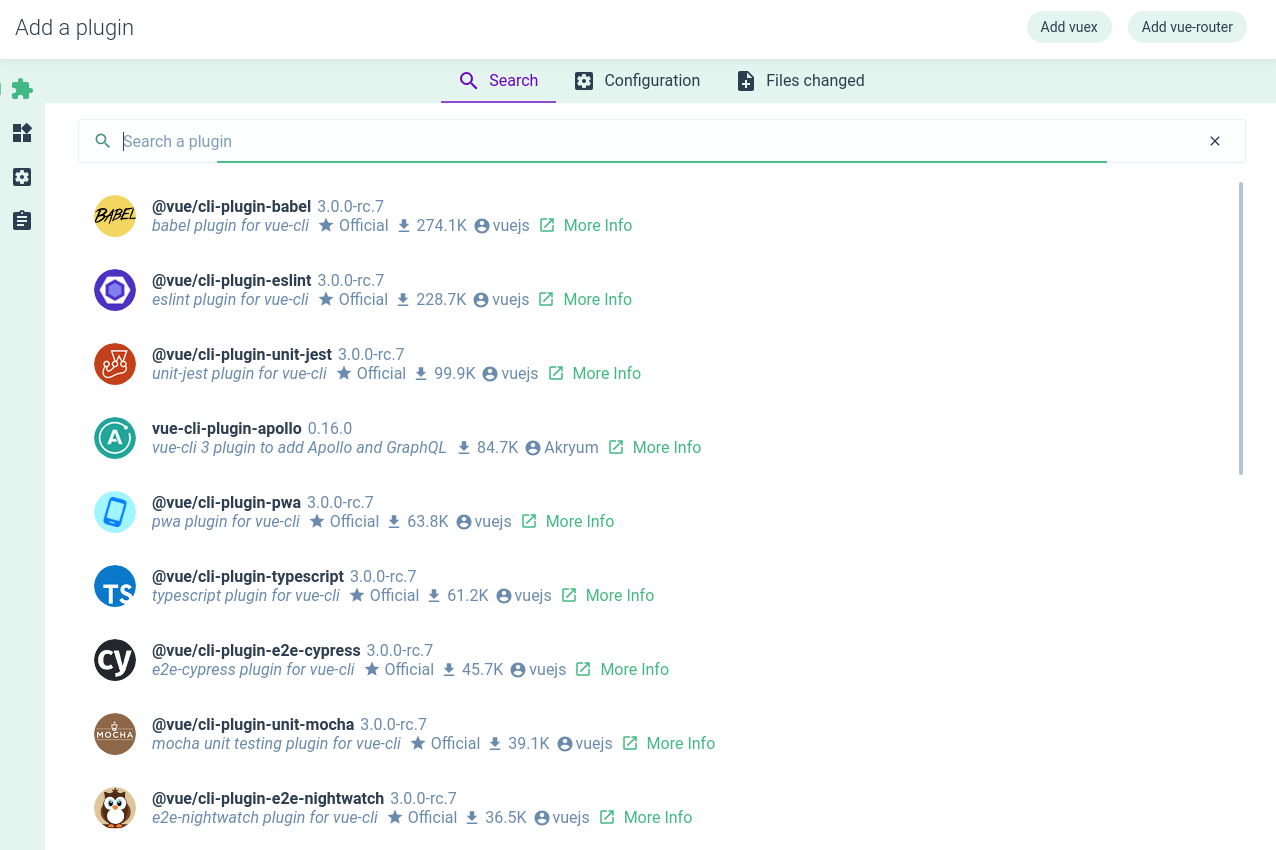 Add a plugin
Add vuex
Add vue-router
Search
Configuration
Files changed
Search a plugin
BABEL
@vue/cli-plugin-babel 3.0.0-rc.7
babel plugin for vue-cli Official 274.1K vuejs More Info
@vue/cli-plugin-eslint 3.0.0-rc.7
eslint plugin for vue-cli Official 228.7K vuejs More Info
@vue/cli-plugin-unit-jest 3.0.0-rc.7
unit-jest plugin for vue-cli Official 99.9K vuejs More Info
A
vue-cli-plugin-apollo 0.16.0
vue-cli 3 plugin to add Apollo and GraphQL 84.7K Akryum More Info
@vue/cli-plugin-pwa 3.0.0-rc.7
pwa plugin for vue-cli Official 63.8K vuejs More Info
TS
@vue/cli-plugin-typescript 3.0.0-rc.7
typescript plugin for vue-cli Official 61.2K vuejs More Info
cy
@vue/cli-plugin-e2e-cypress 3.0.0-rc.7
e2e-cypress plugin for vue-cli Official 45.7K vuejs More Info
MOCHA
@vue/cli-plugin-unit-mocha 3.0.0-rc.7
mocha unit testing plugin for vue-cli Official 39.1K vuejs More Info
@vue/cli-plugin-e2e-nightwatch 3.0.0-rc.7
e2e-nightwatch plugin for vue-cli Official 36.5K vuejs More Info